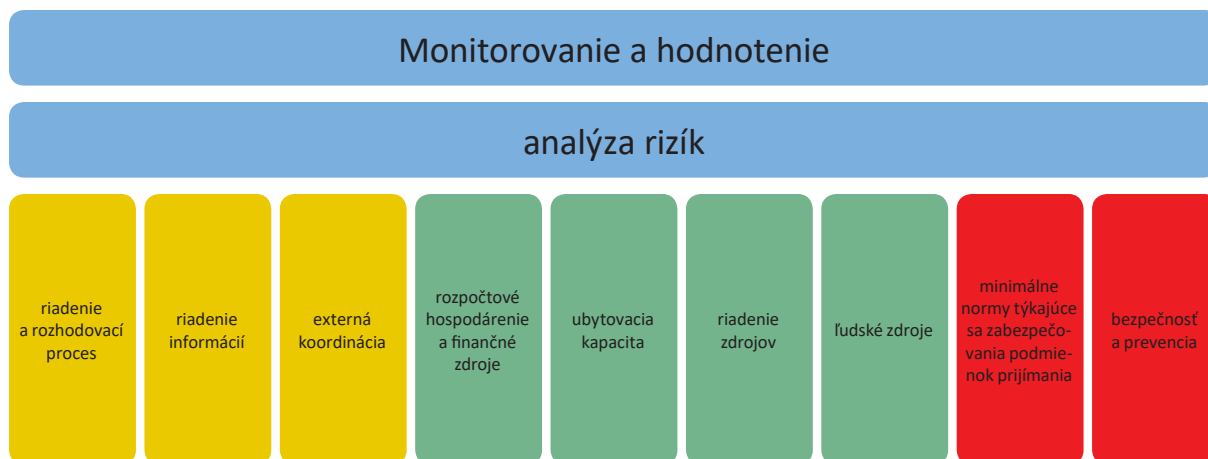 Monitorovanie a hodnotenie
analýza rizík
riadenie
a rozhodovací
proces
riadenie
informácií
externá
koordinácia
rozpočtové
hospodárenie
a finančné
zdroje
ubytovacia
kapacita
riadenie
zdrojov
ľudské zdroje
minimálne
normy týkajúce
sa zabezpečo-
vania podmie-
nok prijímania
bezpečnosť
a prevencia